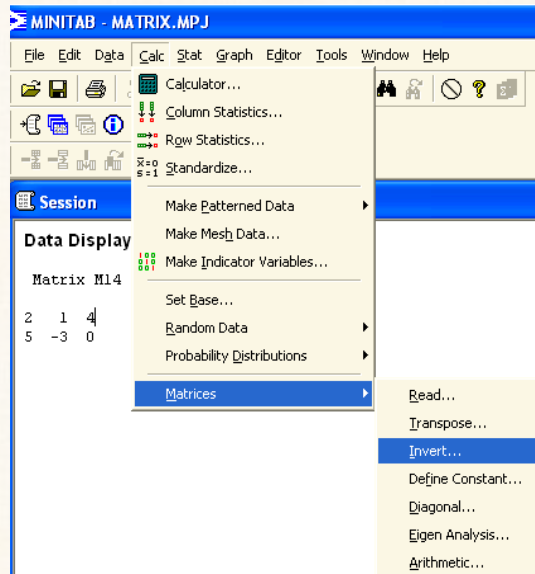 MINITAB - MATRIX.MPJ
File Edit Data Calc Stat Graph Editor Tools Window Help
Calculator...
Column Statistics...
Row Statistics...
Standardize...
Make Patterned Data
Make Mesh Data...
Make Indicator Variables...
Set Base...
Random Data
Probability Distributions
Matrices
Session
Data Display
Matrix M14
2 1 4
5 -3 0
Read...
Transpose...
Invert...
Define Constant...
Diagonal...
Eigen Analysis...
Arithmetic...